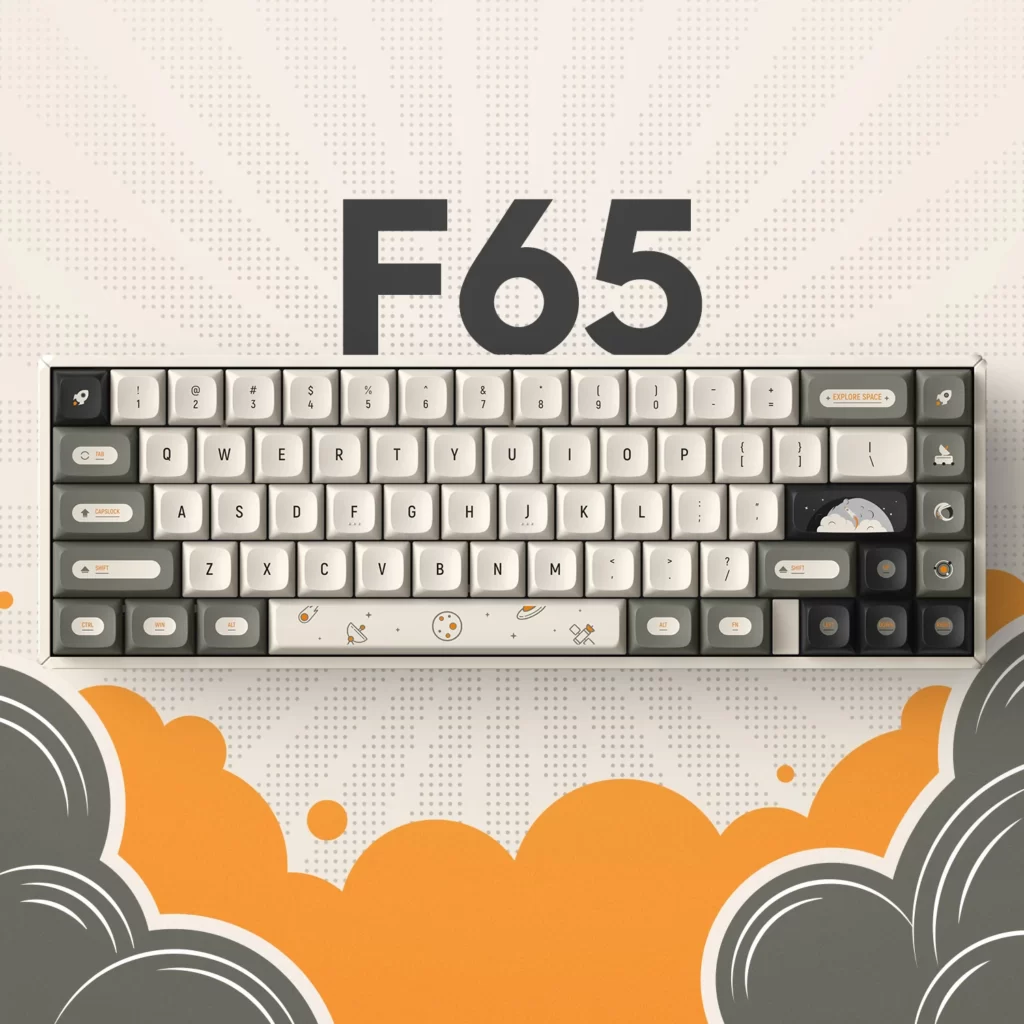 F65
! @ # $ % ^ & * ( ) - +
1 2 3 4 5 6 7 8 9 0 - = + EXPLORE SPACE +
TAB Q W E R T Y U I O P { } |
[ ] \
CAPSLOCK A S D F G H J K L : "
; '
SHIFT Z X C V B N M < > ? SHIFT
, . /
CTRL WIN ALT ALT FN